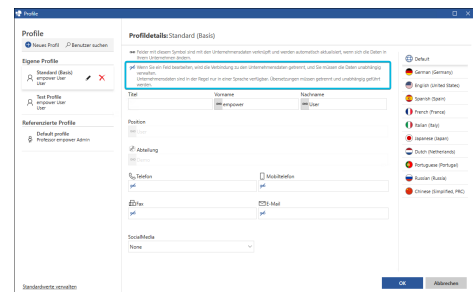 Profile
Profile
Neues Profil
Benutzer suchen
Eigene Profile
Standard (Basis)
empower User
User
Test Profile
empower User
User
Referenzierte Profile
Default profile
Professor empower Admin
Standardwerte verwalten
Profildetails: Standard (Basis)
Felder mit diesem Symbol sind mit den Unternehmensdaten verknüpft und werden automatisch aktualisiert, wenn sich die Daten in
Ihrem Unternehmen ändern.
Wenn Sie ein Feld bearbeiten, wird die Verbindung zu den Unternehmensdaten getrennt, und Sie müssen die Daten unabhängig
verwalten.
Unternehmensdaten sind in der Regel nur in einer Sprache verfügbar. Übersetzungen müssen getrennt und unabhängig geführt
werden.
Titel
Vorname
Nachname
empower
User
Position
Abteilung
Telefon
Mobiltelefon
Fax
E-Mail
SocialMedia
None
Default
German (Germany)
English (United States)
Spanish (Spain)
French (France)
Italian (Italy)
Japanese (Japan)
Dutch (Netherlands)
Portuguese (Portugal)
Russian (Russia)
Chinese (Simplified, PRC)
OK
Abbrechen